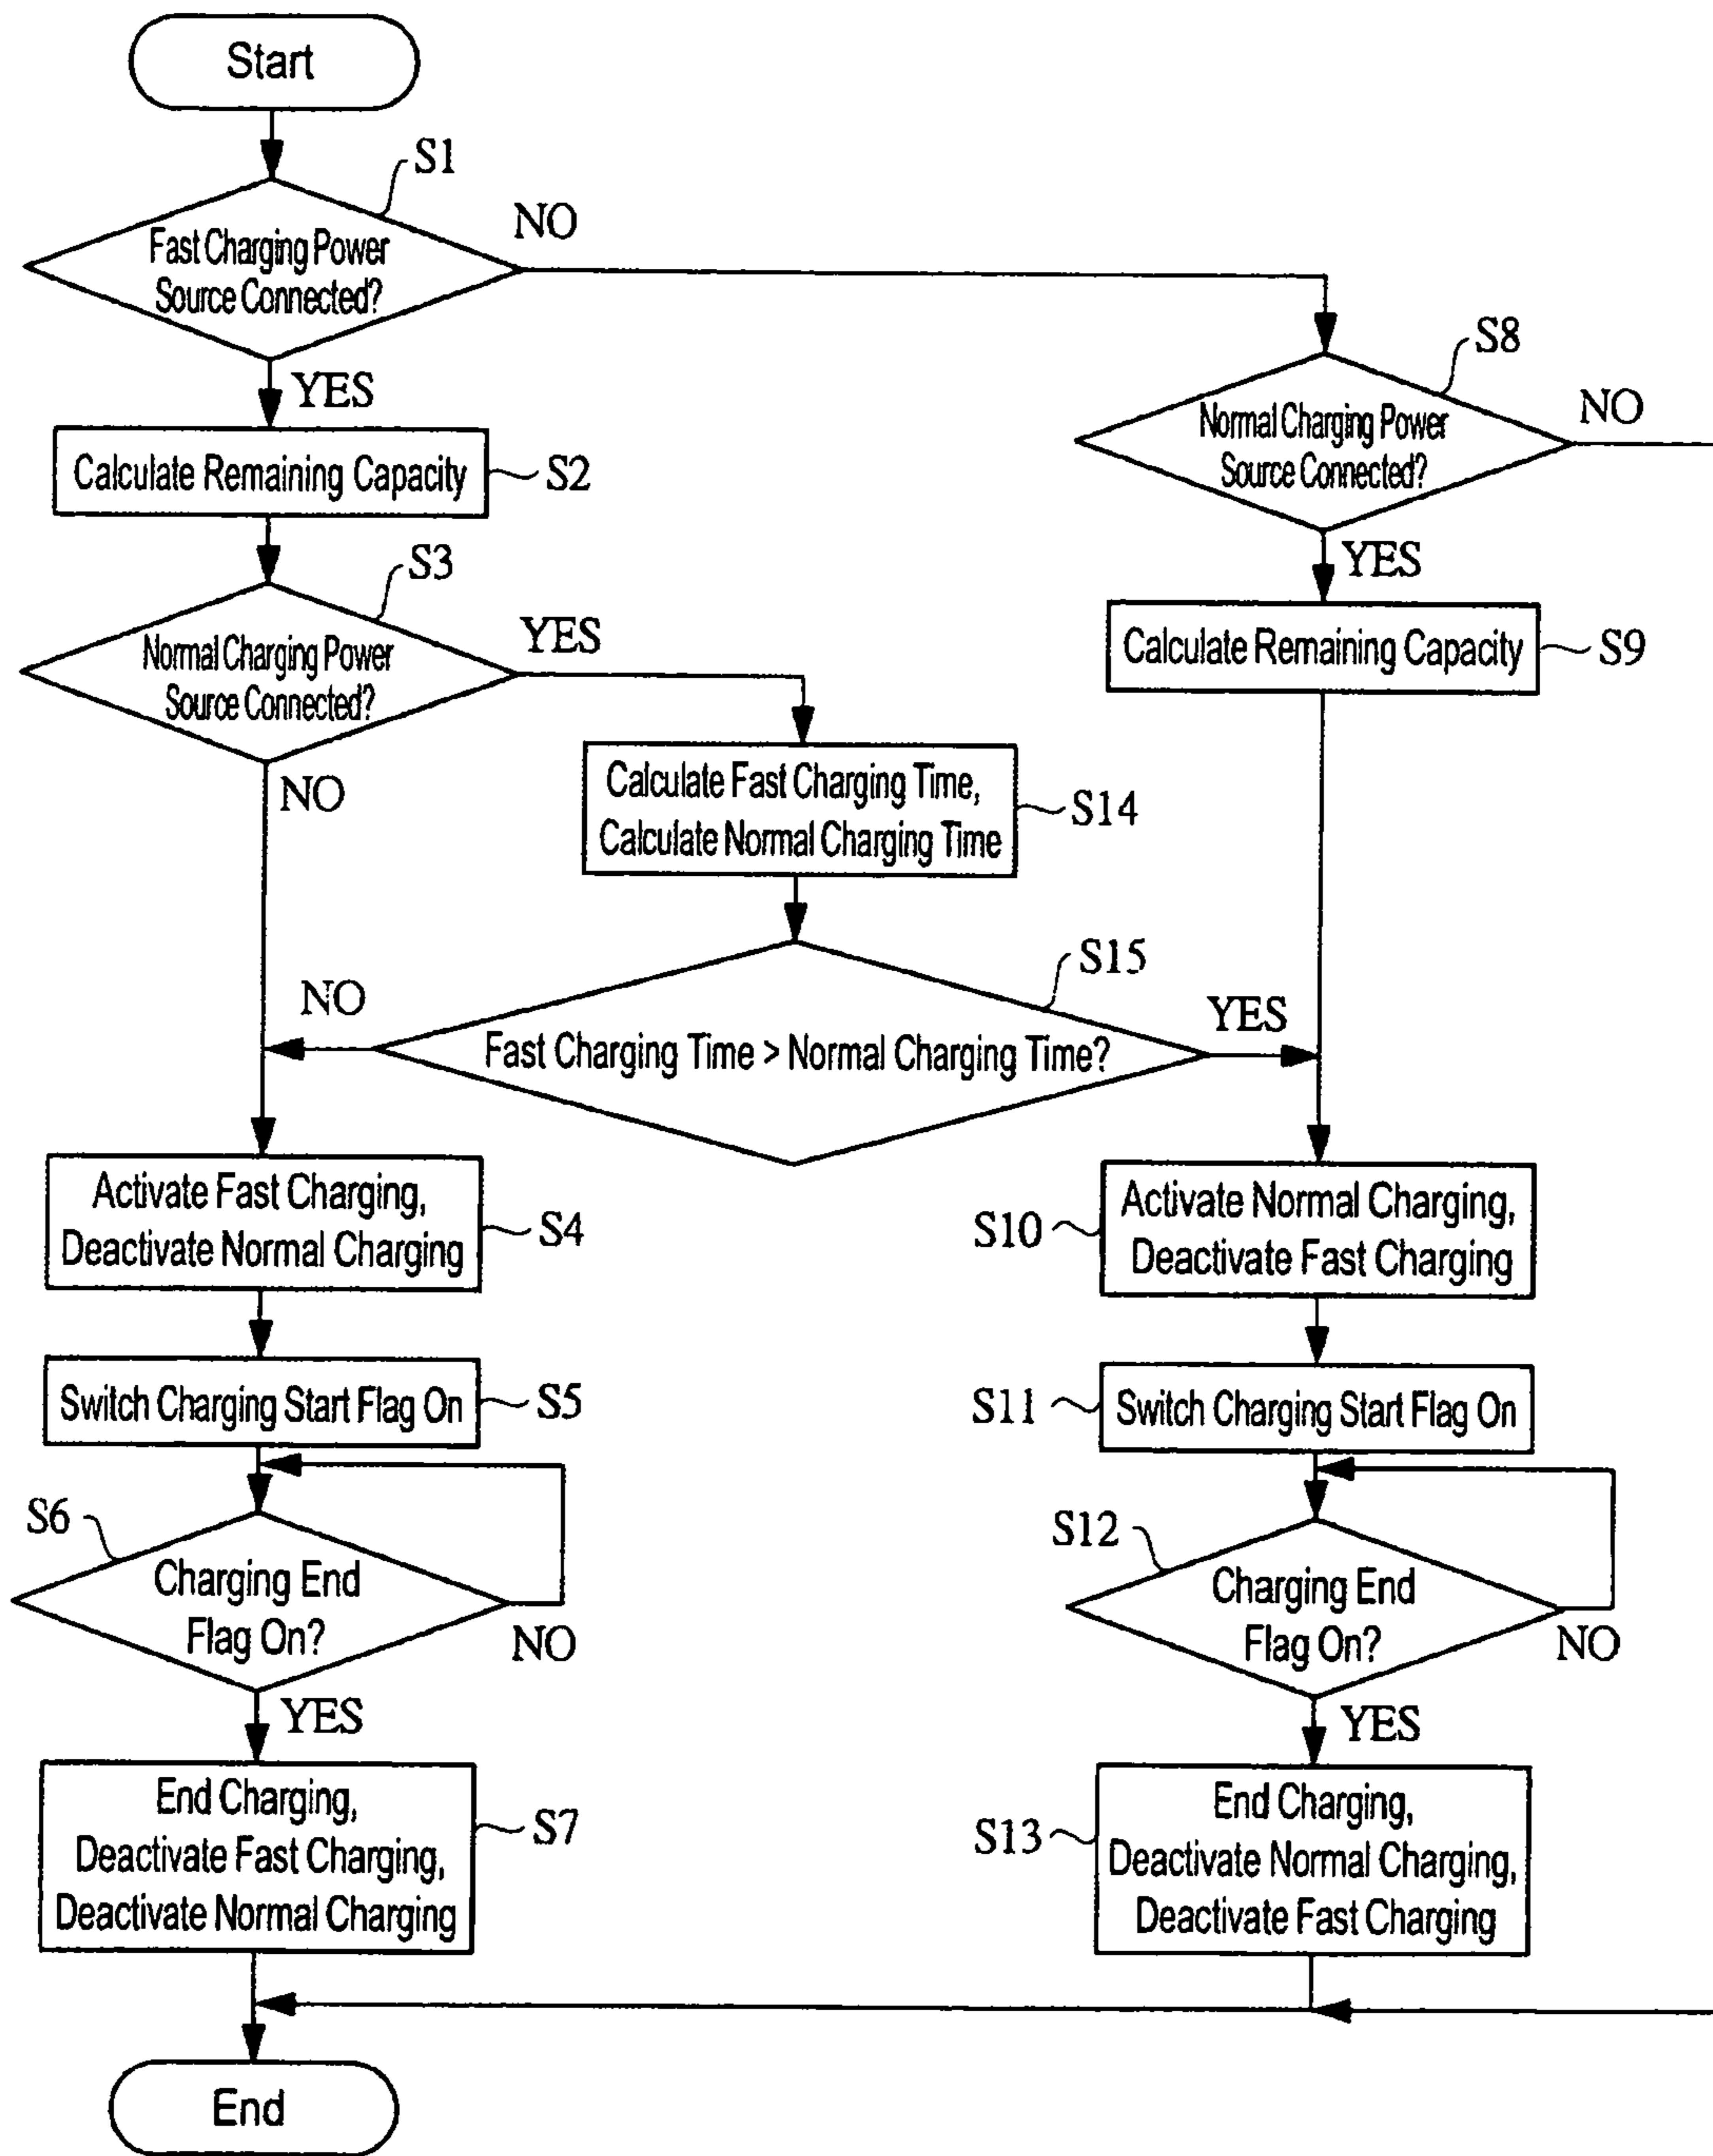 Start
S1
NO
Fast Charging Power
Source Connected?
YES
S8
NO
Normal Charging Power
Source Connected?
YES
Calculate Remaining Capacity
S2
S3
YES
Normal Charging Power
Source Connected?
NO
Calculate Remaining Capacity
S9
Calculate Fast Charging Time,
Calculate Normal Charging Time
S14
S15
NO
YES
Fast Charging Time > Normal Charging Time?
Activate Fast Charging,
Deactivate Normal Charging
S4
S10
Activate Normal Charging,
Deactivate Fast Charging
Switch Charging Start Flag On
S5
S11
Switch Charging Start Flag On
S6
Charging End
Flag On?
NO
YES
S12
Charging End
Flag On?
NO
YES
End Charging,
Deactivate Fast Charging,
Deactivate Normal Charging
S7
S13
End Charging,
Deactivate Normal Charging,
Deactivate Fast Charging
End